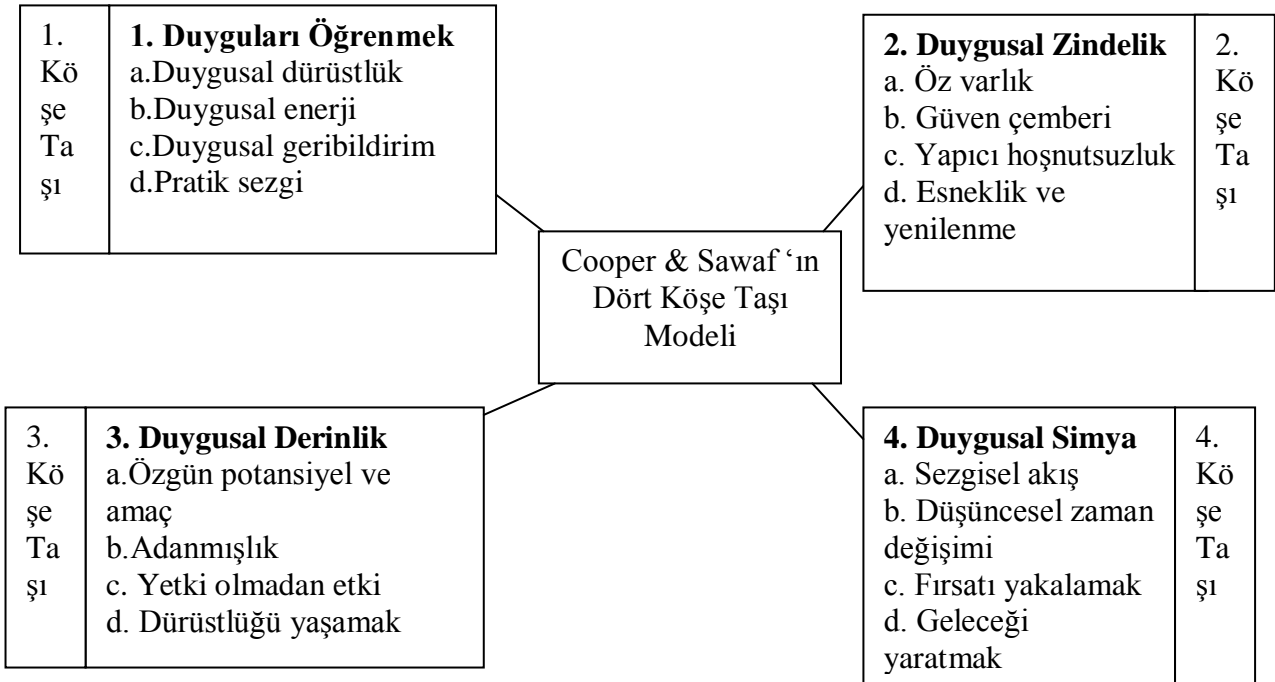 1.
Kö
şe
Ta
şı
1. Duyguları Öğrenmek
a.Duygusal dürüstlük
b.Duygusal enerji
c.Duygusal geribildirim
d.Pratik sezgi
2. Duygusal Zindelik
a. Öz varlık
b. Güven çemberi
c. Yapıcı hoşnutsuzluk
d. Esneklik ve
yenilenme
2.
Kö
şe
Ta
şı
Cooper & Sawaf ‘ın
Dört Köşe Taşı
Modeli
3.
Kö
şe
Ta
şı
3. Duygusal Derinlik
a.Özgün potansiyel ve
amaç
b.Adanmışlık
c. Yetki olmadan etki
d. Dürüstlüğü yaşamak
4. Duygusal Simya
a. Sezgisel akış
b. Düşüncesel zaman
değişimi
c. Fırsatı yakalamak
d. Geleceği
yaratmak
4.
Kö
şe
Ta
şı